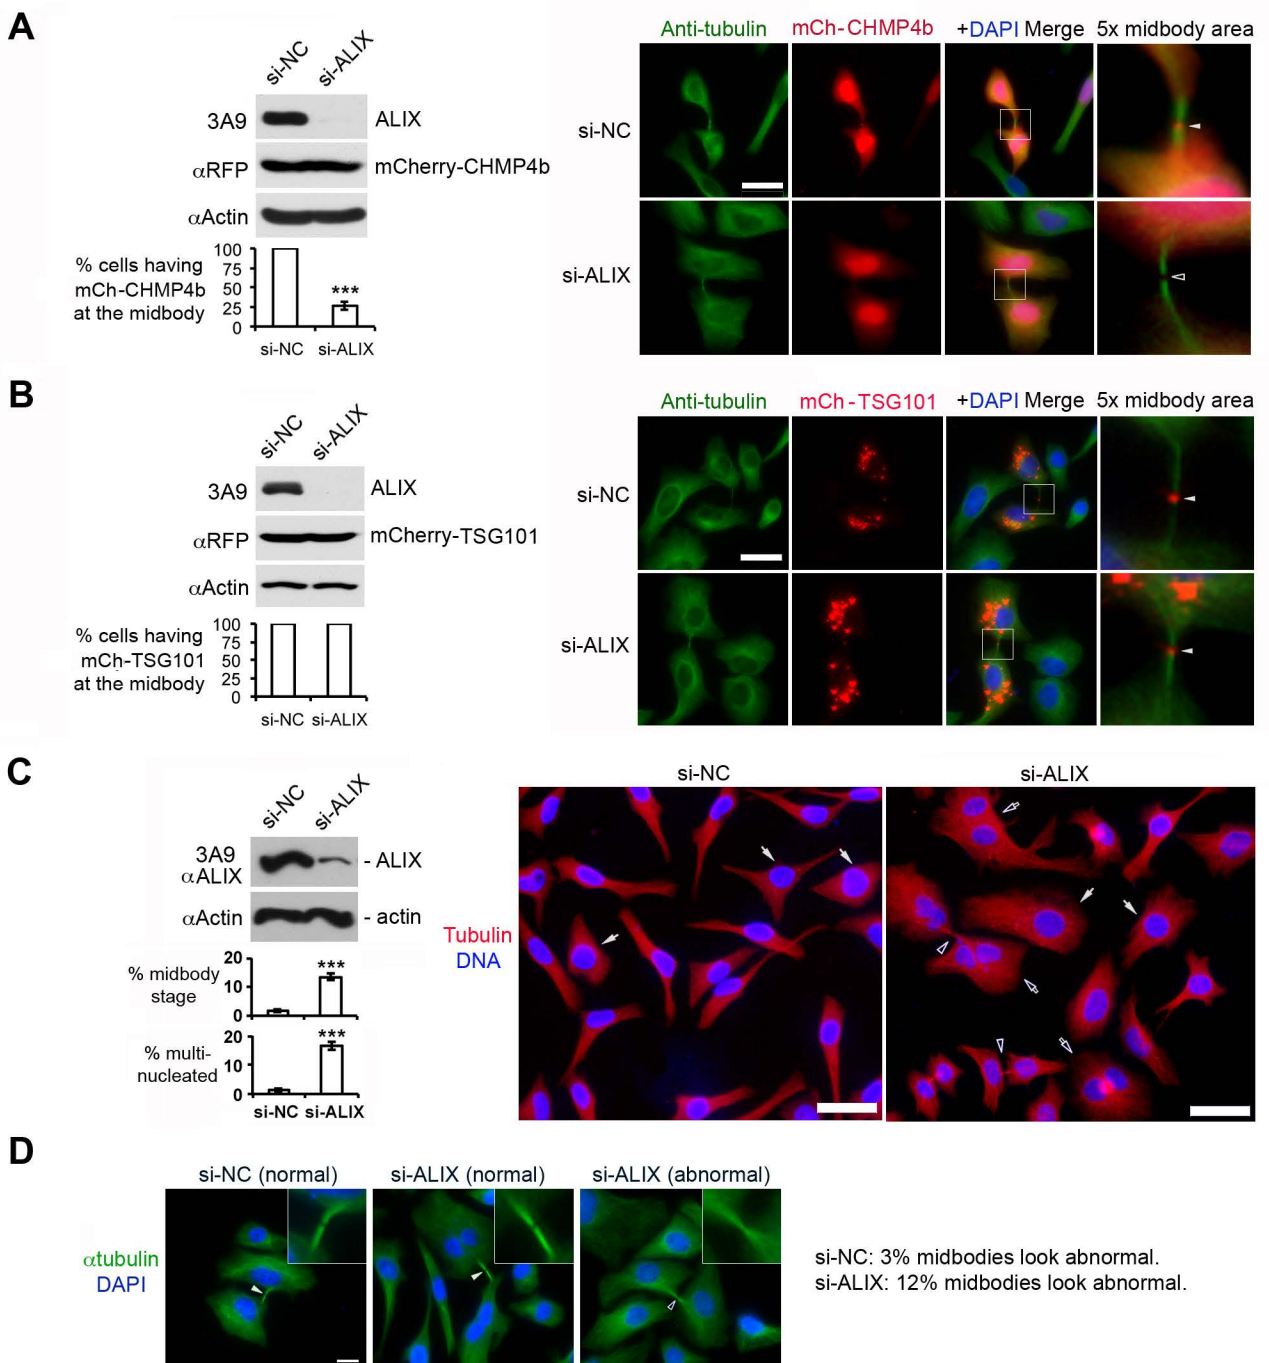 A
si-NC
si-ALIX
3A9
ALIX
αRFP
mCherry-CHMP4b
αActin
% cells having
mCh-CHMP4b
at the midbody
100
75
50
25
0
***
si-NC
si-ALIX
Anti-tubulin
mCh-CHMP4b
+DAPI Merge
5x midbody area
si-NC
si-ALIX
B
si-NC
si-ALIX
3A9
ALIX
αRFP
mCherry-TSG101
αActin
% cells having
mCh-TSG101
at the midbody
100
75
50
25
0
si-NC
si-ALIX
Anti-tubulin
mCh-TSG101
+DAPI Merge
5x midbody area
si-NC
si-ALIX
C
si-NC
si-ALIX
3A9
αALIX
- ALIX
αActin
- actin
% midbody
stage
20
10
0
***
% multi-
nucleated
20
10
0
***
si-NC
si-ALIX
si-NC
si-ALIX
Tubulin
DNA
D
si-NC (normal)
si-ALIX (normal)
si-ALIX (abnormal)
αtubulin
DAPI
si-NC: 3% midbodies look abnormal.
si-ALIX: 12% midbodies look abnormal.